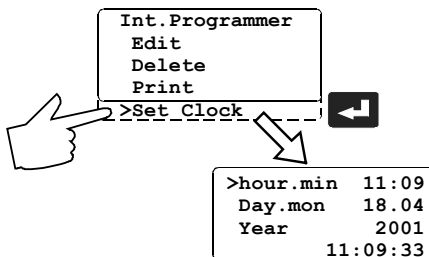 Int.Programmer
Edit
Delete
Print
>Set Clock
>hour.min 11:09
Day.mon 18.04
Year 2001
11:09:33